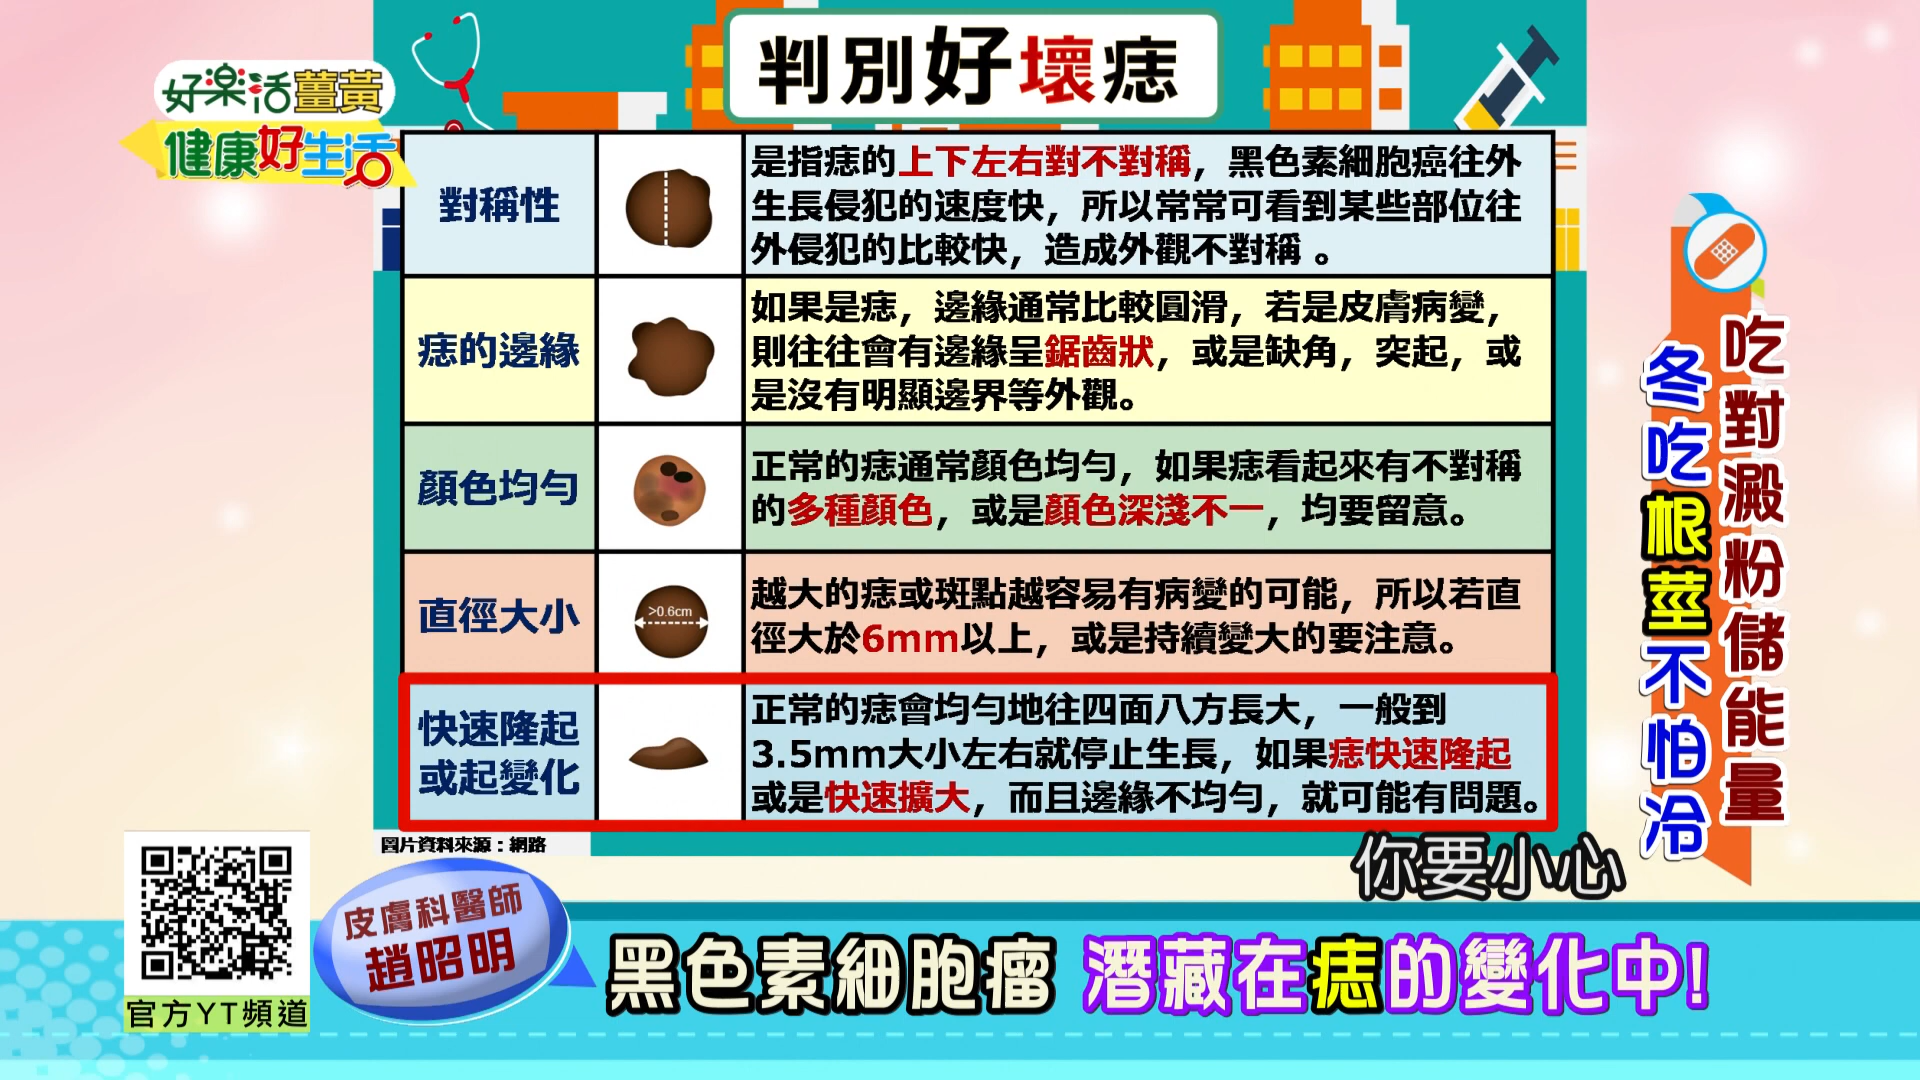 判別好壞痣
好樂活薑黃
健康好生活
對稱性
是指痣的上下左右對不對稱，黑色素細胞癌往外
生長侵犯的速度快，所以常常可看到某些部位往
外侵犯的比較快，造成外觀不對稱 。
痣的邊緣
如果是痣，邊緣通常比較圓滑，若是皮膚病變，
則往往會有邊緣呈鋸齒狀，或是缺角，突起，或
是沒有明顯邊界等外觀。
顏色均勻
正常的痣通常顏色均勻，如果痣看起來有不對稱
的多種顏色，或是顏色深淺不一，均要留意。
直徑大小
>0.6cm
越大的痣或斑點越容易有病變的可能，所以若直
徑大於6mm以上，或是持續變大的要注意。
快速隆起
或起變化
正常的痣會均勻地往四面八方長大，一般到
3.5mm大小左右就停止生長，如果痣快速隆起
或是快速擴大，而且邊緣不均勻，就可能有問題。
圖片資料來源：網路
吃對澱粉儲能量
冬吃根莖不怕冷
你要小心
官方YT頻道
皮膚科醫師
趙昭明
黑色素細胞瘤 潛藏在痣的變化中!